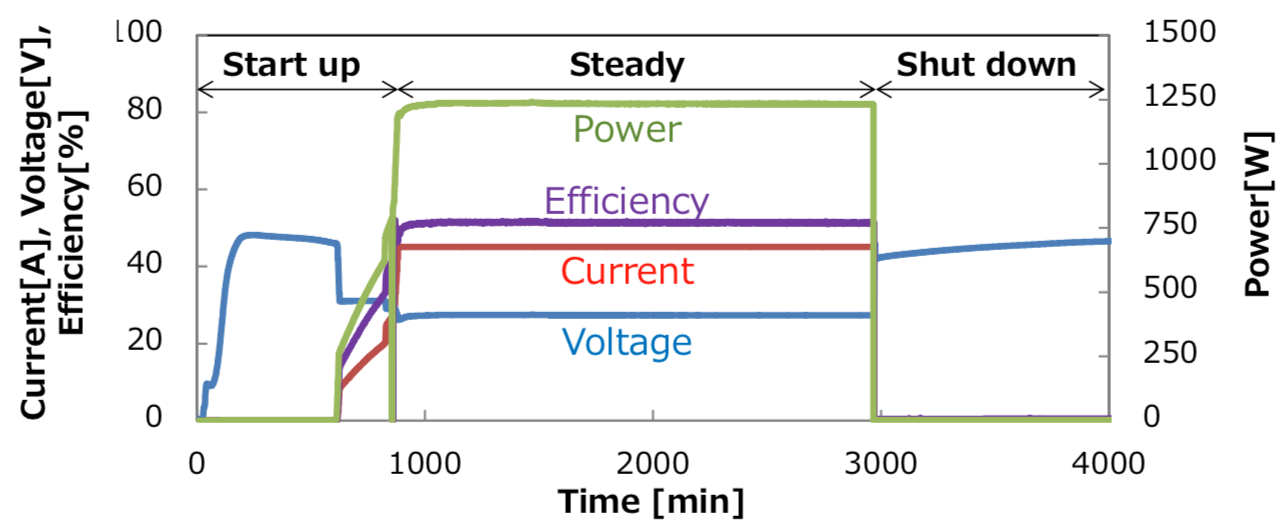 Current[A], Voltage[V],
Efficiency[%]
100
80
60
40
20
0
Start up
Steady
Shut down
Power
Efficiency
Current
Voltage
1500
1250
1000
750
500
250
0
Power[W]
0 1000 2000 3000 4000
Time [min]